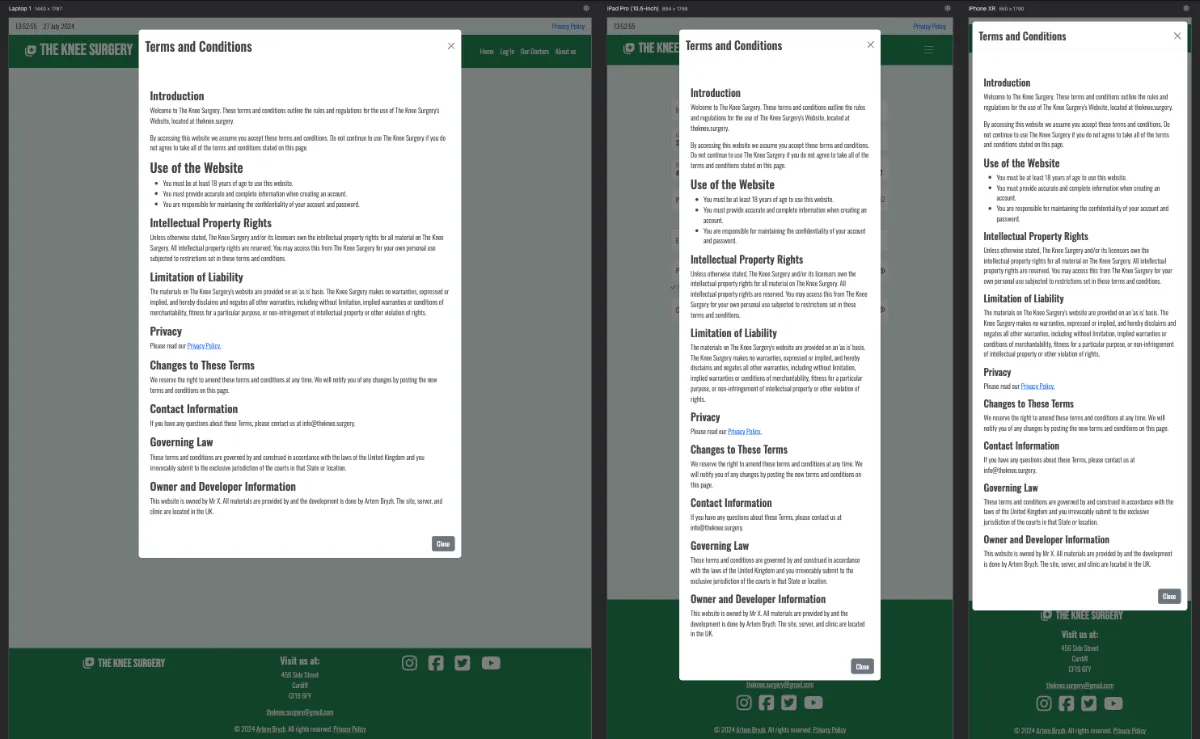 Laptop 1 1440 x 1787
13:52:55 27 July 2024
Privacy Policy
THE KNEE SURGERY
Home Log In Our Doctors About us
Terms and Conditions
Introduction
Welcome to The Knee Surgery. These terms and conditions outline the rules and regulations for the use of The Knee Surgery's
Website, located at theknee.surgery.
By accessing this website we assume you accept these terms and conditions. Do not continue to use The Knee Surgery if you do
not agree to take all of the terms and conditions stated on this page.
Use of the Website
• You must be at least 18 years of age to use this website.
• You must provide accurate and complete information when creating an account.
• You are responsible for maintaining the confidentiality of your account and password.
Intellectual Property Rights
Unless otherwise stated, The Knee Surgery and/or its licensors own the intellectual property rights for all material on The Knee
Surgery. All intellectual property rights are reserved. You may access this from The Knee Surgery for your own personal use
subjected to restrictions set in these terms and conditions.
Limitation of Liability
The materials on The Knee Surgery's website are provided on an 'as is' basis. The Knee Surgery makes no warranties, expressed or
implied, and hereby disclaims and negates all other warranties, including without limitation, implied warranties or conditions of
merchantability, fitness for a particular purpose, or non-infringement of intellectual property or other violation of rights.
Privacy
Please read our Privacy Policy.
Changes to These Terms
We reserve the right to amend these terms and conditions at any time. We will notify you of any changes by posting the new
terms and conditions on this page.
Contact Information
If you have any questions about these Terms, please contact us at info@theknee.surgery.
Governing Law
These terms and conditions are governed by and construed in accordance with the laws of the United Kingdom and you
irrevocably submit to the exclusive jurisdiction of the courts in that State or location.
Owner and Developer Information
This website is owned by Mr X. All materials are provided by and the development is done by Artem Bryzh. The site, server, and
clinic are located in the UK.
Close
THE KNEE SURGERY
Visit us at:
456 Side Street
Cardiff
CF19 6FY
theknee.surgery@gmail.com
© 2024 Artem Bryzh. All rights reserved. Privacy Policy
iPad Pro (10.5-inch)
13:52:55
Privacy Policy
THE KNEE
Terms and Conditions
Introduction
Welcome to The Knee Surgery. These terms and conditions outline the rules
and regulations for the use of The Knee Surgery's Website, located at
theknee.surgery.
By accessing this website we assume you accept these terms and conditions.
Do not continue to use The Knee Surgery if you do not agree to take all of the
terms and conditions stated on this page.
Use of the Website
• You must be at least 18 years of age to use this website.
• You must provide accurate and complete information when creating an
account.
• You are responsible for maintaining the confidentiality of your account
and password.
Intellectual Property Rights
Unless otherwise stated, The Knee Surgery and/or its licensors own the
intellectual property rights for all material on The Knee Surgery. All
intellectual property rights are reserved. You may access this from The Knee
Surgery for your own personal use subjected to restrictions set in these
terms and conditions.
Limitation of Liability
The materials on The Knee Surgery's website are provided on an 'as is' basis.
The Knee Surgery makes no warranties, expressed or implied, and hereby
disclaims and negates all other warranties, including without limitation,
implied warranties or conditions of merchantability, fitness for a particular
purpose, or non-infringement of intellectual property or other violation of
rights.
Privacy
Please read our Privacy Policy.
Changes to These Terms
We reserve the right to amend these terms and conditions at any time. We
will notify you of any changes by posting the new terms and conditions on
this page.
Contact Information
If you have any questions about these Terms, please contact us at
info@theknee.surgery.
Governing Law
These terms and conditions are governed by and construed in accordance
with the laws of the United Kingdom and you irrevocably submit to the
exclusive jurisdiction of the courts in that State or location.
Owner and Developer Information
This website is owned by Mr X. All materials are provided by and the
development is done by Artem Bryzh. The site, server, and clinic are located
in the UK.
Close
theknee.surgery@gmail.com
© 2024 Artem Bryzh. All rights reserved. Privacy Policy
iPhone XR
Terms and Conditions
Introduction
Welcome to The Knee Surgery. These terms and conditions outline the rules and
regulations for the use of The Knee Surgery's Website, located at theknee.surgery.
By accessing this website we assume you accept these terms and conditions. Do
not continue to use The Knee Surgery if you do not agree to take all of the terms
and conditions stated on this page.
Use of the Website
• You must be at least 18 years of age to use this website.
• You must provide accurate and complete information when creating an
account.
• You are responsible for maintaining the confidentiality of your account and
password.
Intellectual Property Rights
Unless otherwise stated, The Knee Surgery and/or its licensors own the
intellectual property rights for all material on The Knee Surgery. All intellectual
property rights are reserved. You may access this from The Knee Surgery for your
own personal use subjected to restrictions set in these terms and conditions.
Limitation of Liability
The materials on The Knee Surgery's website are provided on an 'as is' basis. The
Knee Surgery makes no warranties, expressed or implied, and hereby disclaims and
negates all other warranties, including without limitation, implied warranties or
conditions of merchantability, fitness for a particular purpose, or non-infringement
of intellectual property or other violation of rights.
Privacy
Please read our Privacy Policy.
Changes to These Terms
We reserve the right to amend these terms and conditions at any time. We will
notify you of any changes by posting the new terms and conditions on this page.
Contact Information
If you have any questions about these Terms, please contact us at
info@theknee.surgery.
Governing Law
These terms and conditions are governed by and construed in accordance with the
laws of the United Kingdom and you irrevocably submit to the exclusive
jurisdiction of the courts in that State or location.
Owner and Developer Information
This website is owned by Mr X. All materials are provided by and the development
is done by Artem Bryzh. The site, server, and clinic are located in the UK.
Close
THE KNEE SURGERY
Visit us at:
456 Side Street
Cardiff
CF19 6FY
theknee.surgery@gmail.com
© 2024 Artem Bryzh. All rights reserved. Privacy Policy